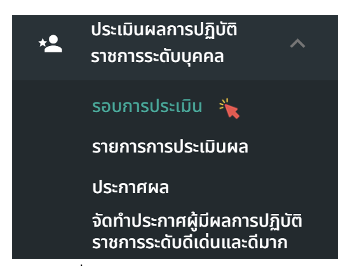 ประเมินผลการปฏิบัติ
ราชการระดับบุคคล
รอบการประเมิน
รายการการประเมินผล
ประกาศผล
จัดทำประกาศผู้มีผลการปฏิบัติ
ราชการระดับดีเด่นและดีมาก